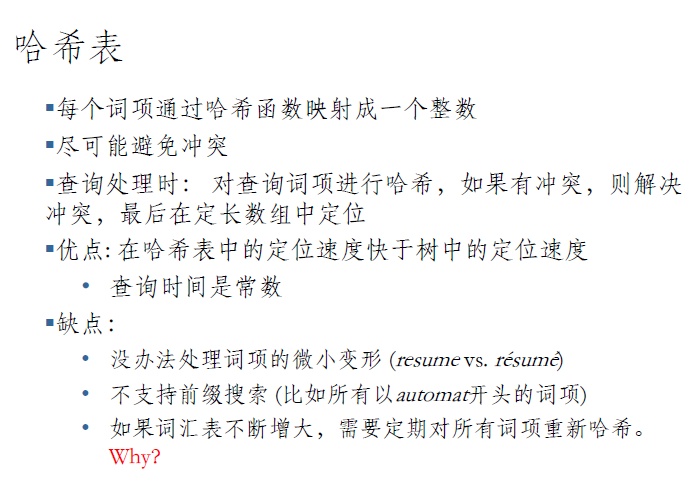 哈希表
▪每个词项通过哈希函数映射成一个整数
▪尽可能避免冲突
▪查询处理时： 对查询词项进行哈希，如果有冲突，则解决
冲突，最后在定长数组中定位
▪优点: 在哈希表中的定位速度快于树中的定位速度
• 查询时间是常数
▪缺点：
• 没办法处理词项的微小变形 (resume vs. résumé)
• 不支持前缀搜索 (比如所有以automat开头的词项)
• 如果词汇表不断增大，需要定期对所有词项重新哈希。
Why?